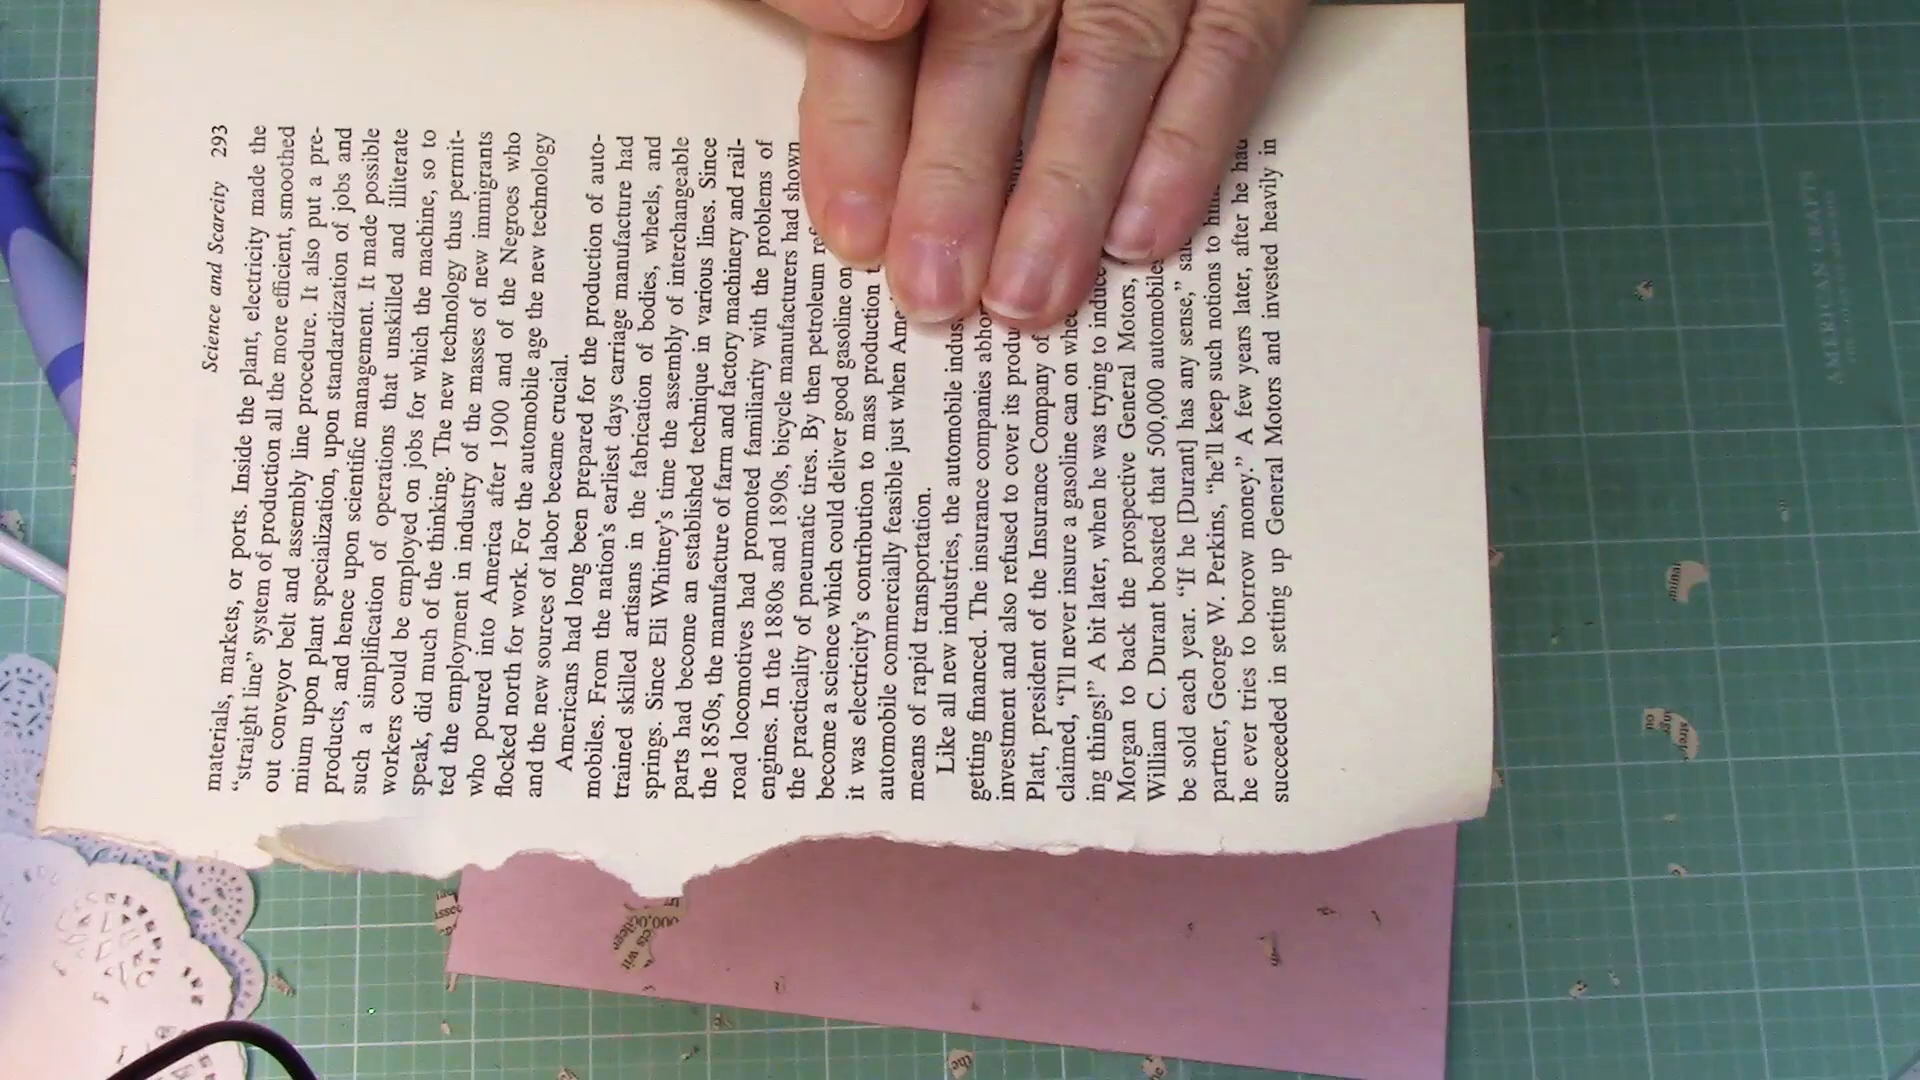 Science and Scarcity 293
materials, markets, or ports. Inside the plant, electricity made the
“straight line” system of production all the more efficient, smoothed
out conveyor belt and assembly line procedure. It also put a pre-
mium upon plant specialization, upon standardization of jobs and
products, and hence upon scientific management. It made possible
such a simplification of operations that unskilled and illiterate
workers could be employed on jobs for which the machine, so to
speak, did much of the thinking. The new technology thus permit-
ted the employment in industry of the masses of new immigrants
who poured into America after 1900 and of the Negroes who
flocked north for work. For the automobile age the new technology
and the new sources of labor became crucial.
Americans had long been prepared for the production of auto-
mobiles. From the nation’s earliest days carriage manufacture had
trained skilled artisans in the fabrication of bodies, wheels, and
springs. Since Eli Whitney’s time the assembly of interchangeable
parts had become an established technique in various lines. Since
the 1850s, the manufacture of farm and factory machinery and rail-
road locomotives had promoted familiarity with the problems of
engines. In the 1880s and 1890s, bicycle manufacturers had shown
the practicality of pneumatic tires. By then petroleum
become a science which could deliver good gasoline on
it was electricity’s contribution to mass production
automobile commercially feasible just when
means of rapid transportation.
Like all new industries, the automobile
getting financed. The insurance companies
investment and also refused to cover its
Platt, president of the Insurance Company of
claimed, “I’ll never insure a gasoline can on
ing things!” A bit later, when he was trying to induce
Morgan to back the prospective General Motors,
William C. Durant boasted that 500,000 automobiles
be sold each year. “If he [Durant] has any sense,”
partner, George W. Perkins, “he’ll keep such notions to
he ever tries to borrow money.” A few years later, after he had
succeeded in setting up General Motors and invested heavily in
AMERICAN CRAFTS
no
the